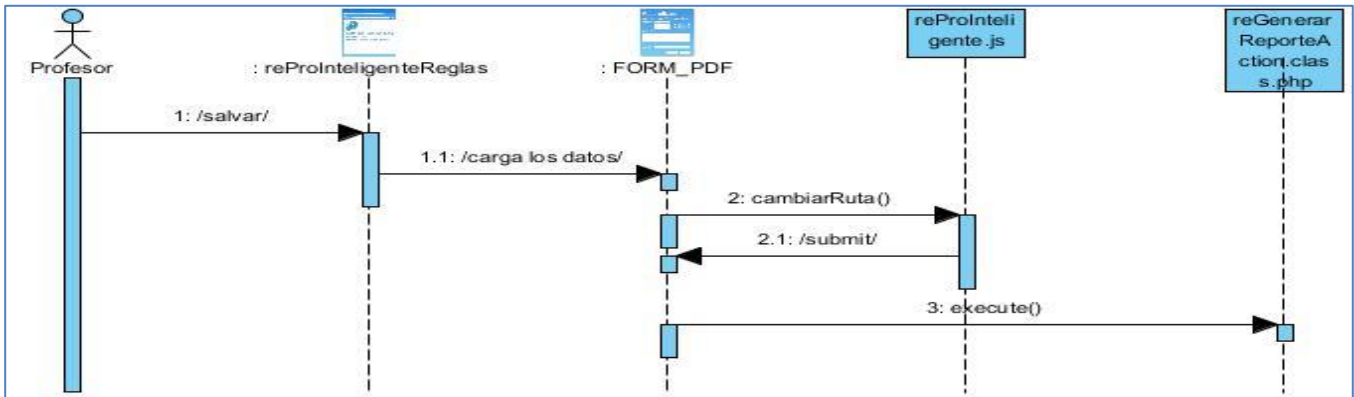 Profesor
: reProInteligenteReglas
: FORM_PDF
reProInteli
gente.js
reGenerar
ReporteA
ction.clas
s.php
1: /salvar/
1.1: /carga los datos/
2: cambiarRuta()
2.1: /submit/
3: execute()